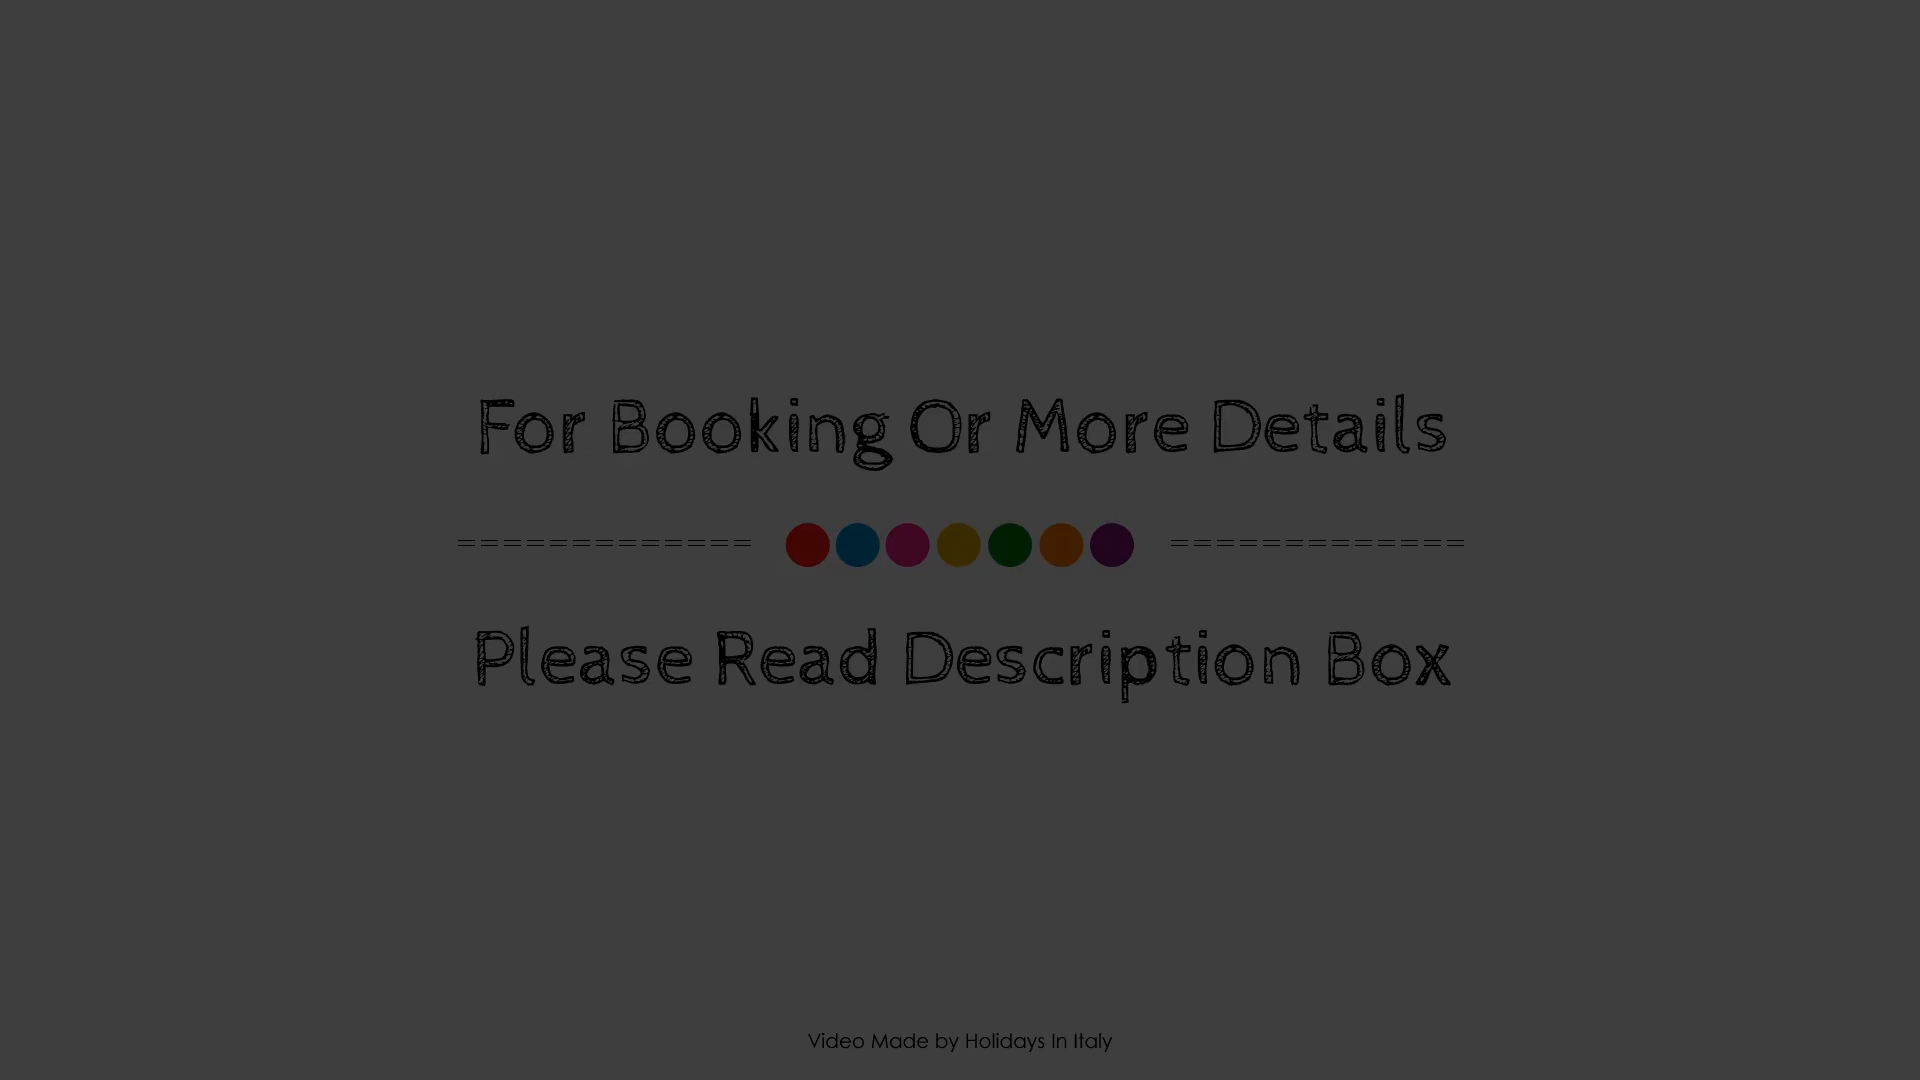 For Booking Or More Details
============= =============
Please Read Description Box
Video Made by Holidays In Italy